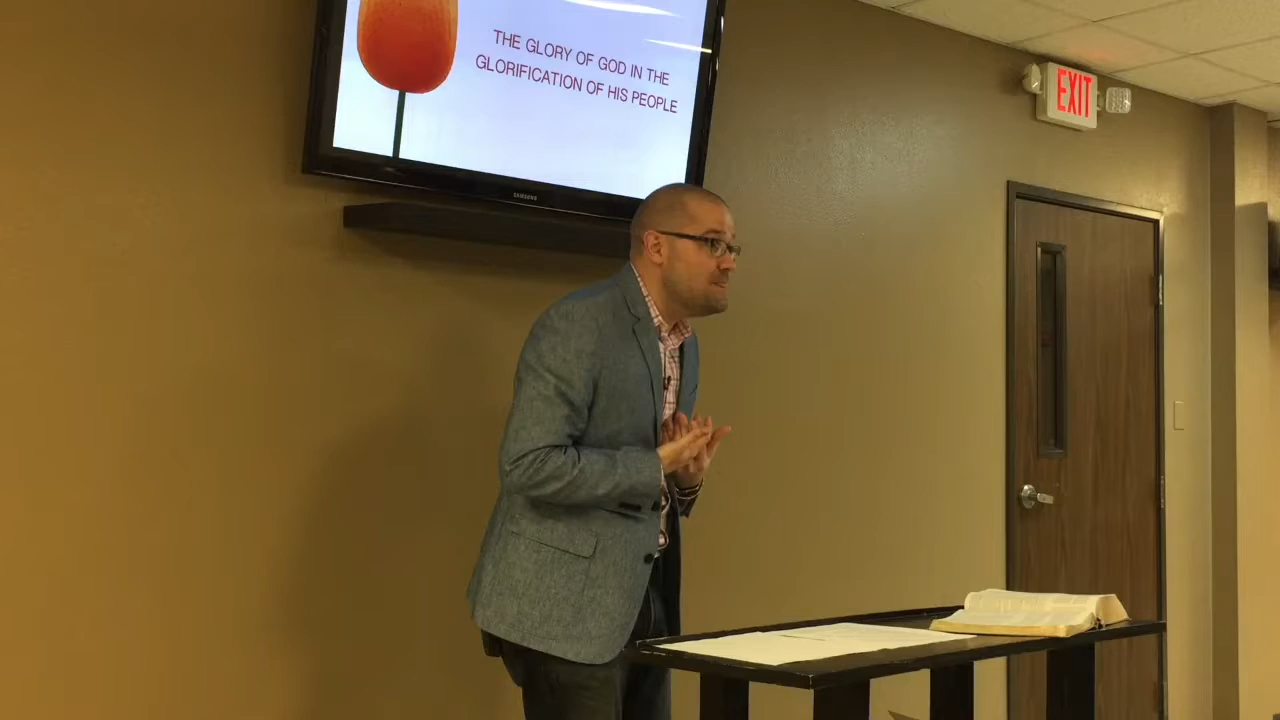 THE GLORY OF GOD IN THE
GLORIFICATION OF HIS PEOPLE
SAMSUNG
EXIT